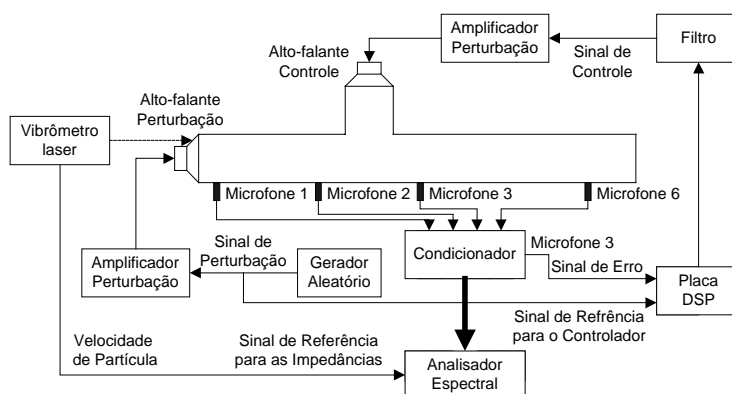 Amplificador
Perturbação
Filtro
Alto-falante
Controle
Sinal de
Controle
Alto-falante
Perturbação
Vibrômetro
laser
Microfone 1
Microfone 2
Microfone 3
Microfone 6
Condicionador
Microfone 3
Sinal de Erro
Placa
DSP
Amplificador
Perturbação
Sinal de
Perturbação
Gerador
Aleatório
Sinal de Refrência
para o Controlador
Velocidade
de Partícula
Sinal de Referência
para as Impedâncias
Analisador
Espectral